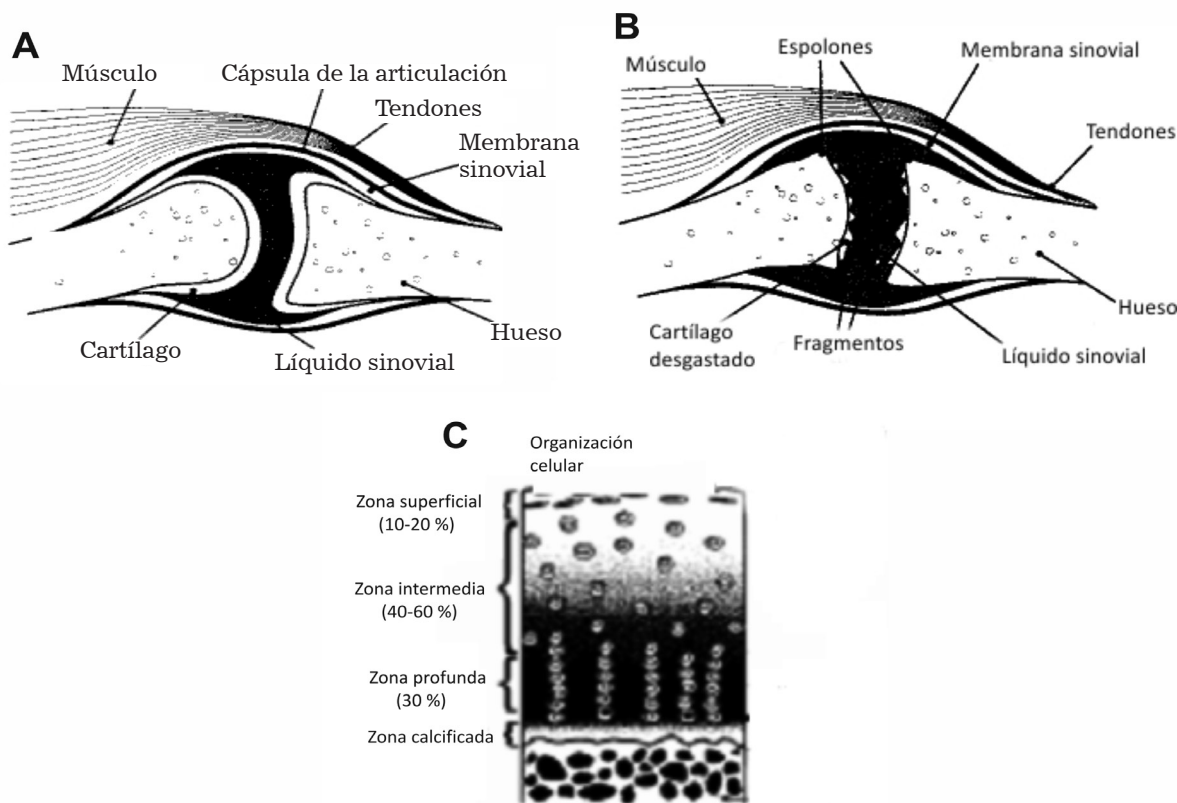 A
Músculo
Cápsula de la articulación
Tendones
Membrana
sinovial
Hueso
Cartílago
Líquido sinovial
B
Espolones
Membrana sinovial
Músculo
Tendones
Hueso
Cartílago
desgastado
Fragmentos
Líquido sinovial
C
Organización
celular
Zona superficial
(10-20 %)
Zona intermedia
(40-60 %)
Zona profunda
(30 %)
Zona calcificada